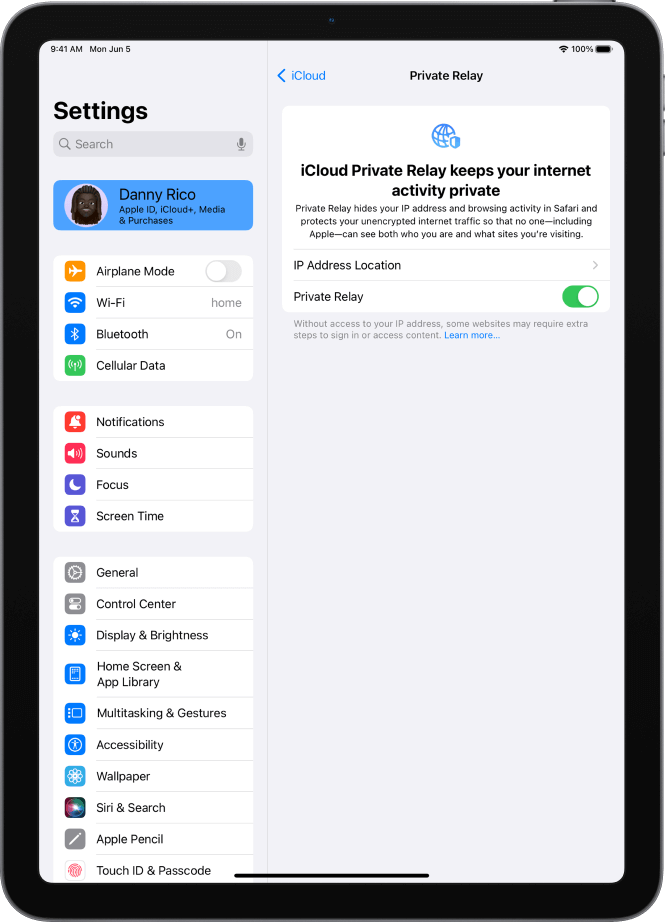 9:41 AM Mon Jun 5
100%
Settings
Search
Danny Rico
Apple ID, iCloud+, Media
& Purchases
Airplane Mode
Wi-Fi home
Bluetooth On
Cellular Data
Notifications
Sounds
Focus
Screen Time
General
Control Center
Display & Brightness
Home Screen &
App Library
Multitasking & Gestures
Accessibility
Wallpaper
Siri & Search
Apple Pencil
Touch ID & Passcode
iCloud
Private Relay
iCloud Private Relay keeps your internet
activity private
Private Relay hides your IP address and browsing activity in Safari and
protects your unencrypted internet traffic so that no one—including
Apple—can see both who you are and what sites you're visiting.
IP Address Location
Private Relay
Without access to your IP address, some websites may require extra
steps to sign in or access content. Learn more...